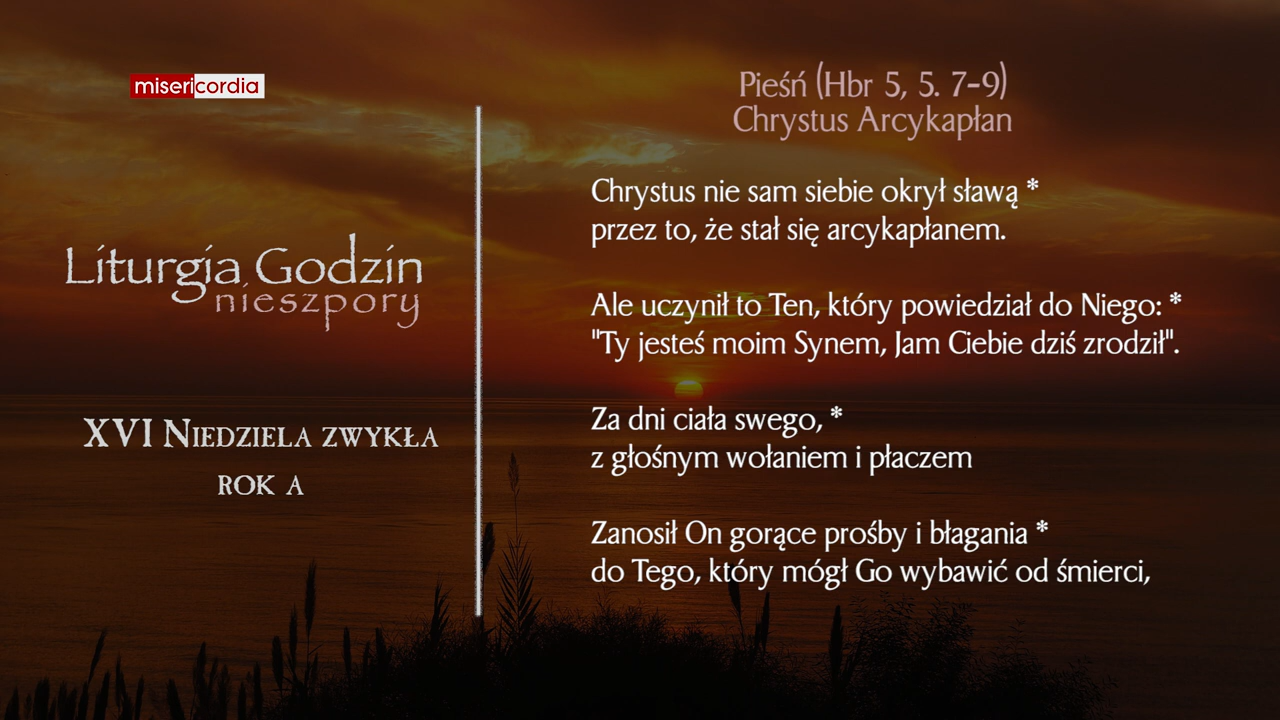 misericordia
Liturgia Godzin
nieszpory
XVI Niedziela zwykła
rok A
Pieśń (Hbr 5, 5. 7-9)
Chrystus Arcykapłan
Chrystus nie sam siebie okrył sławą *
przez to, że stał się arcykapłanem.
Ale uczynił to Ten, który powiedział do Niego: *
"Ty jesteś moim Synem, Jam Ciebie dziś zrodził".
Za dni ciała swego, *
z głośnym wołaniem i płaczem
Zanosił On gorące prośby i błagania *
do Tego, który mógł Go wybawić od śmierci,